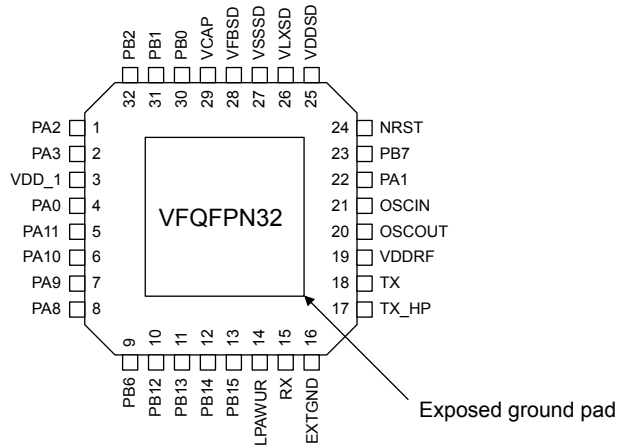 PB2
PB1
PB0
VCAP
VFBSD
VSSSD
VLXSD
VDDSD
32
31
30
29
28
27
26
25
PA2 1
PA3 2
VDD_1 3
PA0 4
PA11 5
PA10 6
PA9 7
PA8 8
24 NRST
23 PB7
22 PA1
21 OSCIN
20 OSCOUT
19 VDDRF
18 TX
17 TX_HP
VFQFPN32
9
10
11
12
13
14
15
16
PB6
PB12
PB13
PB14
PB15
LPAWUR
RX
EXTGND
Exposed ground pad